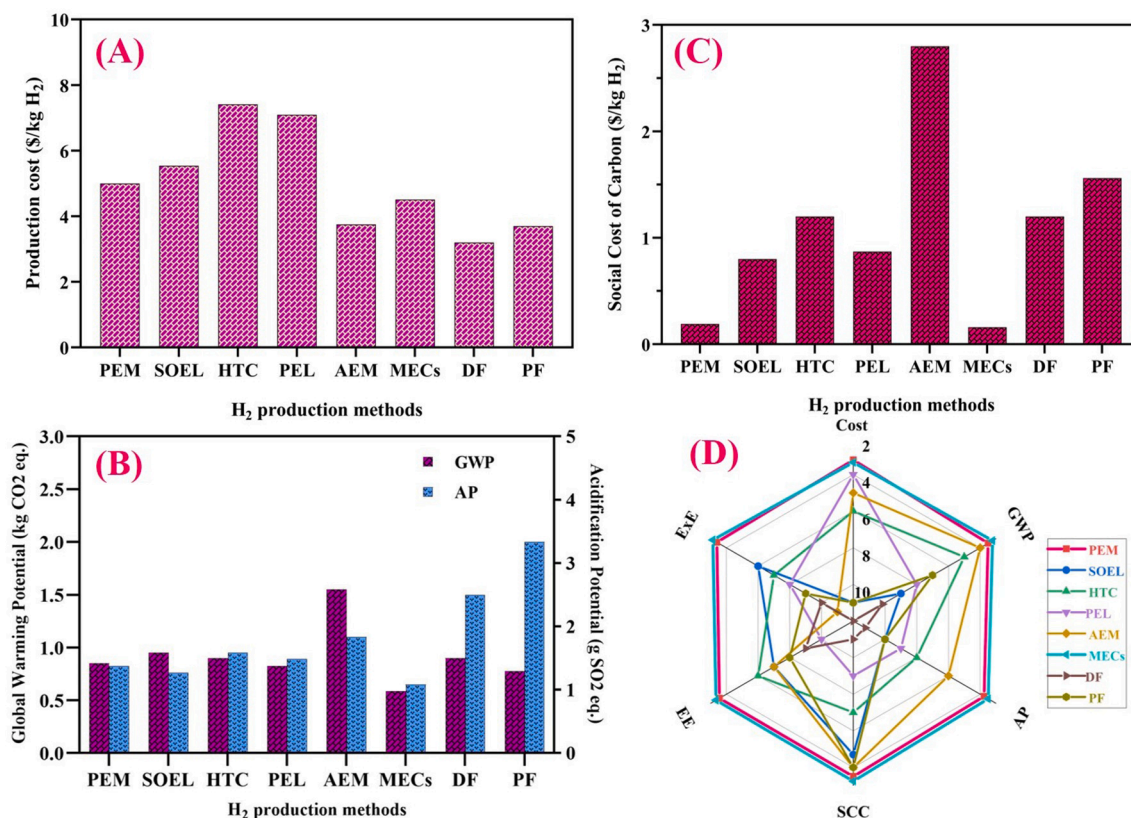 (A)
Production cost ($/kg H₂)
10
8
6
4
2
0
PEM SOEL HTC PEL AEM MECs DF PF
H₂ production methods
(C)
Social Cost of Carbon ($/kg H₂)
3
2
1
0
PEM SOEL HTC PEL AEM MECs DF PF
H₂ production methods
(B)
Global Warming Potential (kg CO2 eq.)
3.0
2.5
2.0
1.5
1.0
0.5
0.0
GWP
AP
Acidification Potential (g SO2 eq.)
5
4
3
2
1
0
PEM SOEL HTC PEL AEM MECs DF PF
H₂ production methods
(D)
Cost
2
4
6
8
10
ExE
GWP
EE
AP
SCC
PEM
SOEL
HTC
PEL
AEM
MECs
DF
PF